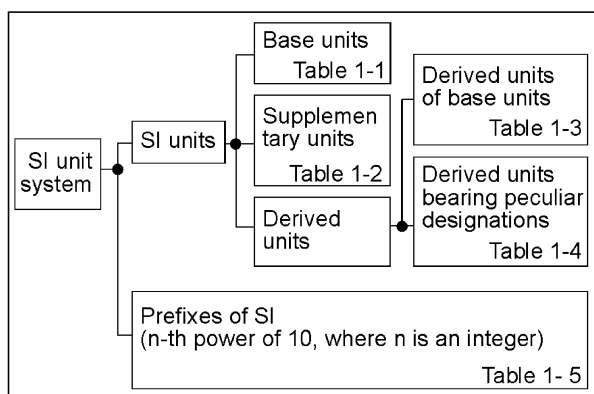 SI unit
system
SI units
Base units
Table 1-1
Supplemen
tary units
Table 1-2
Derived
units
Derived units
of base units
Table 1-3
Derived units
bearing peculiar
designations
Table 1-4
Prefixes of SI
(n-th power of 10, where n is an integer)
Table 1- 5